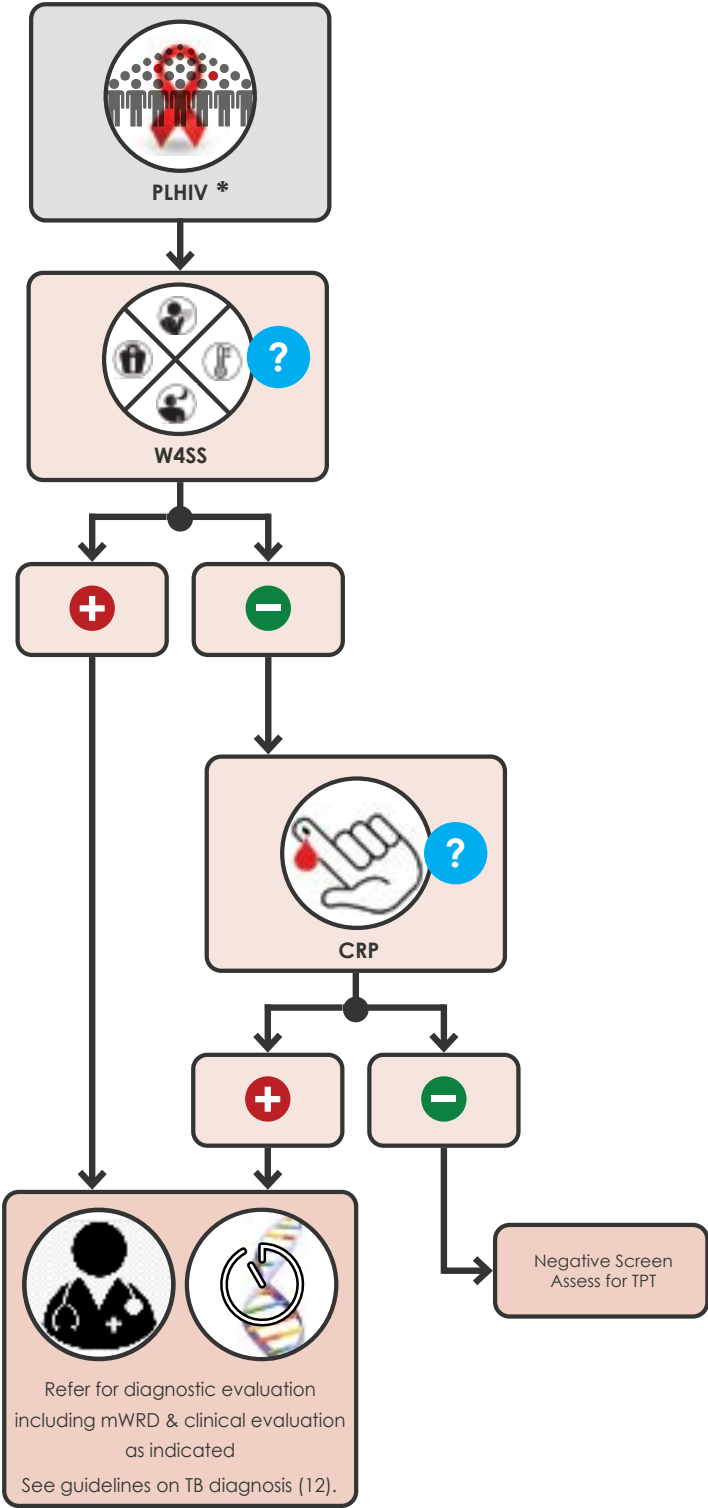 PLHIV *
?
W4SS
+
−
?
CRP
+
−
Negative Screen
Assess for TPT
Refer for diagnostic evaluation
including mWRD & clinical evaluation
as indicated
See guidelines on TB diagnosis (12).